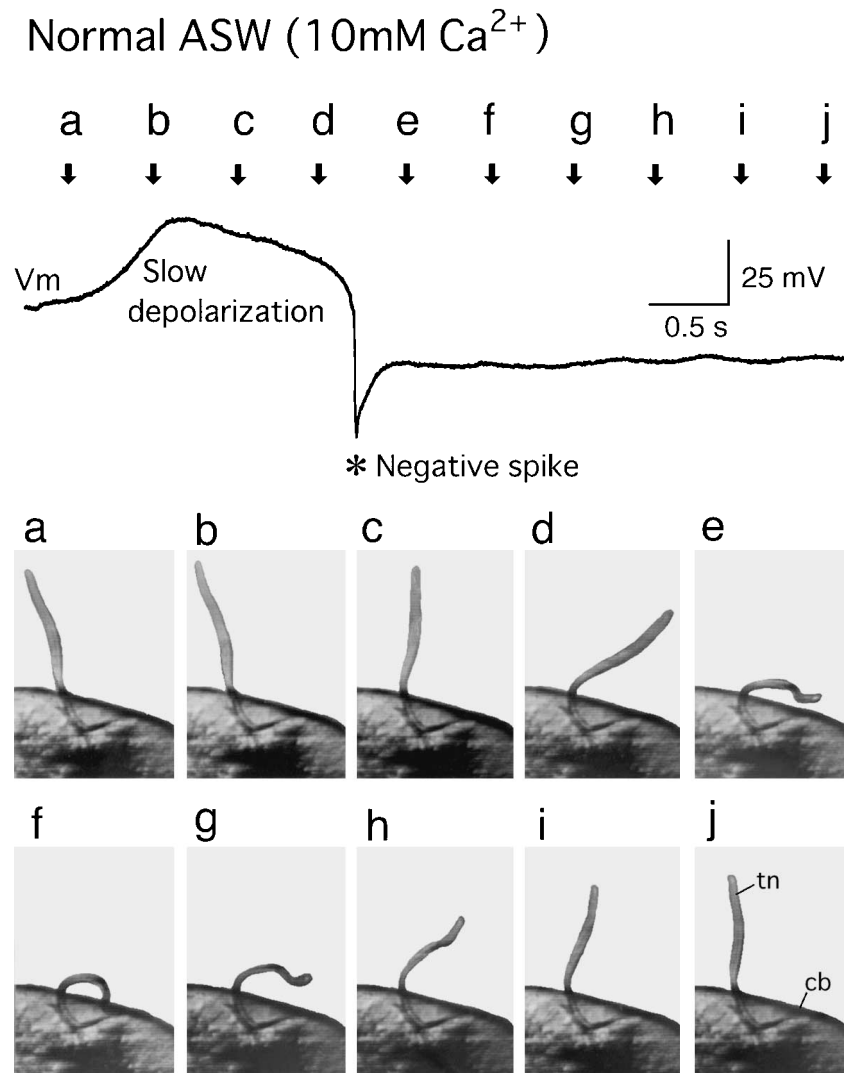 Normal ASW (10mM Ca²⁺)
a b c d e f g h i j
Vm
Slow
depolarization
25 mV
0.5 s
* Negative spike
a b c d e
f g h i j
tn
cb